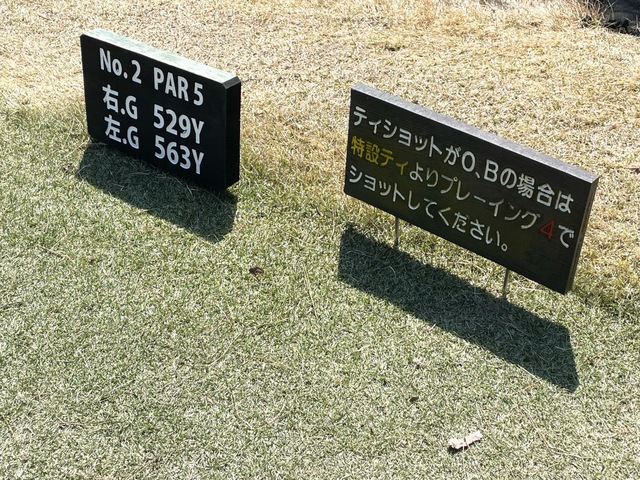 No.2 PAR5
右.G 529Y
左.G 563Y
ティショットがO、Bの場合は
特設ティよりプレーイング4で
ショットしてください。